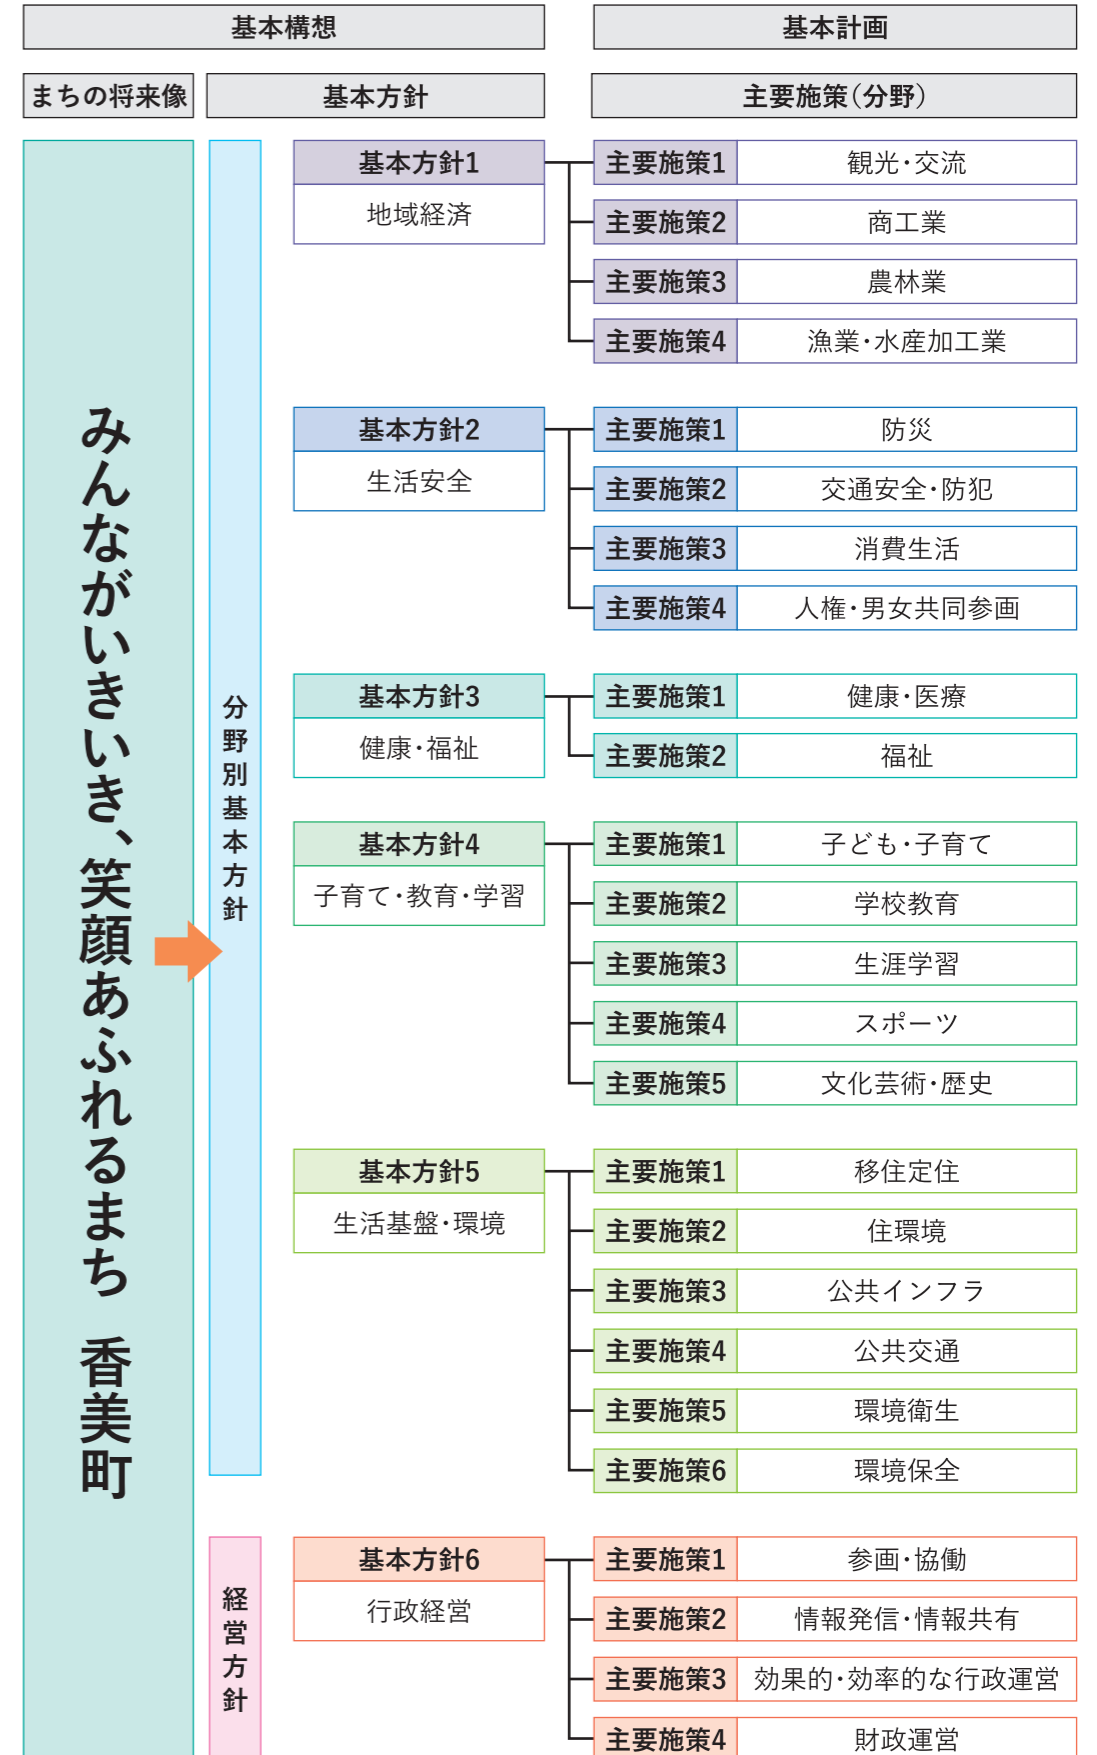 基本構想
基本計画
まちの将来像
基本方針
主要施策(分野)
みんながいきいき、笑顔あふれるまち 香美町
分野別基本方針
基本方針1
地域経済
主要施策1 観光・交流
主要施策2 商工業
主要施策3 農林業
主要施策4 漁業・水産加工業
基本方針2
生活安全
主要施策1 防災
主要施策2 交通安全・防犯
主要施策3 消費生活
主要施策4 人権・男女共同参画
基本方針3
健康・福祉
主要施策1 健康・医療
主要施策2 福祉
基本方針4
子育て・教育・学習
主要施策1 子ども・子育て
主要施策2 学校教育
主要施策3 生涯学習
主要施策4 スポーツ
主要施策5 文化芸術・歴史
基本方針5
生活基盤・環境
主要施策1 移住定住
主要施策2 住環境
主要施策3 公共インフラ
主要施策4 公共交通
主要施策5 環境衛生
主要施策6 環境保全
経営方針
基本方針6
行政経営
主要施策1 参画・協働
主要施策2 情報発信・情報共有
主要施策3 効果的・効率的な行政運営
主要施策4 財政運営